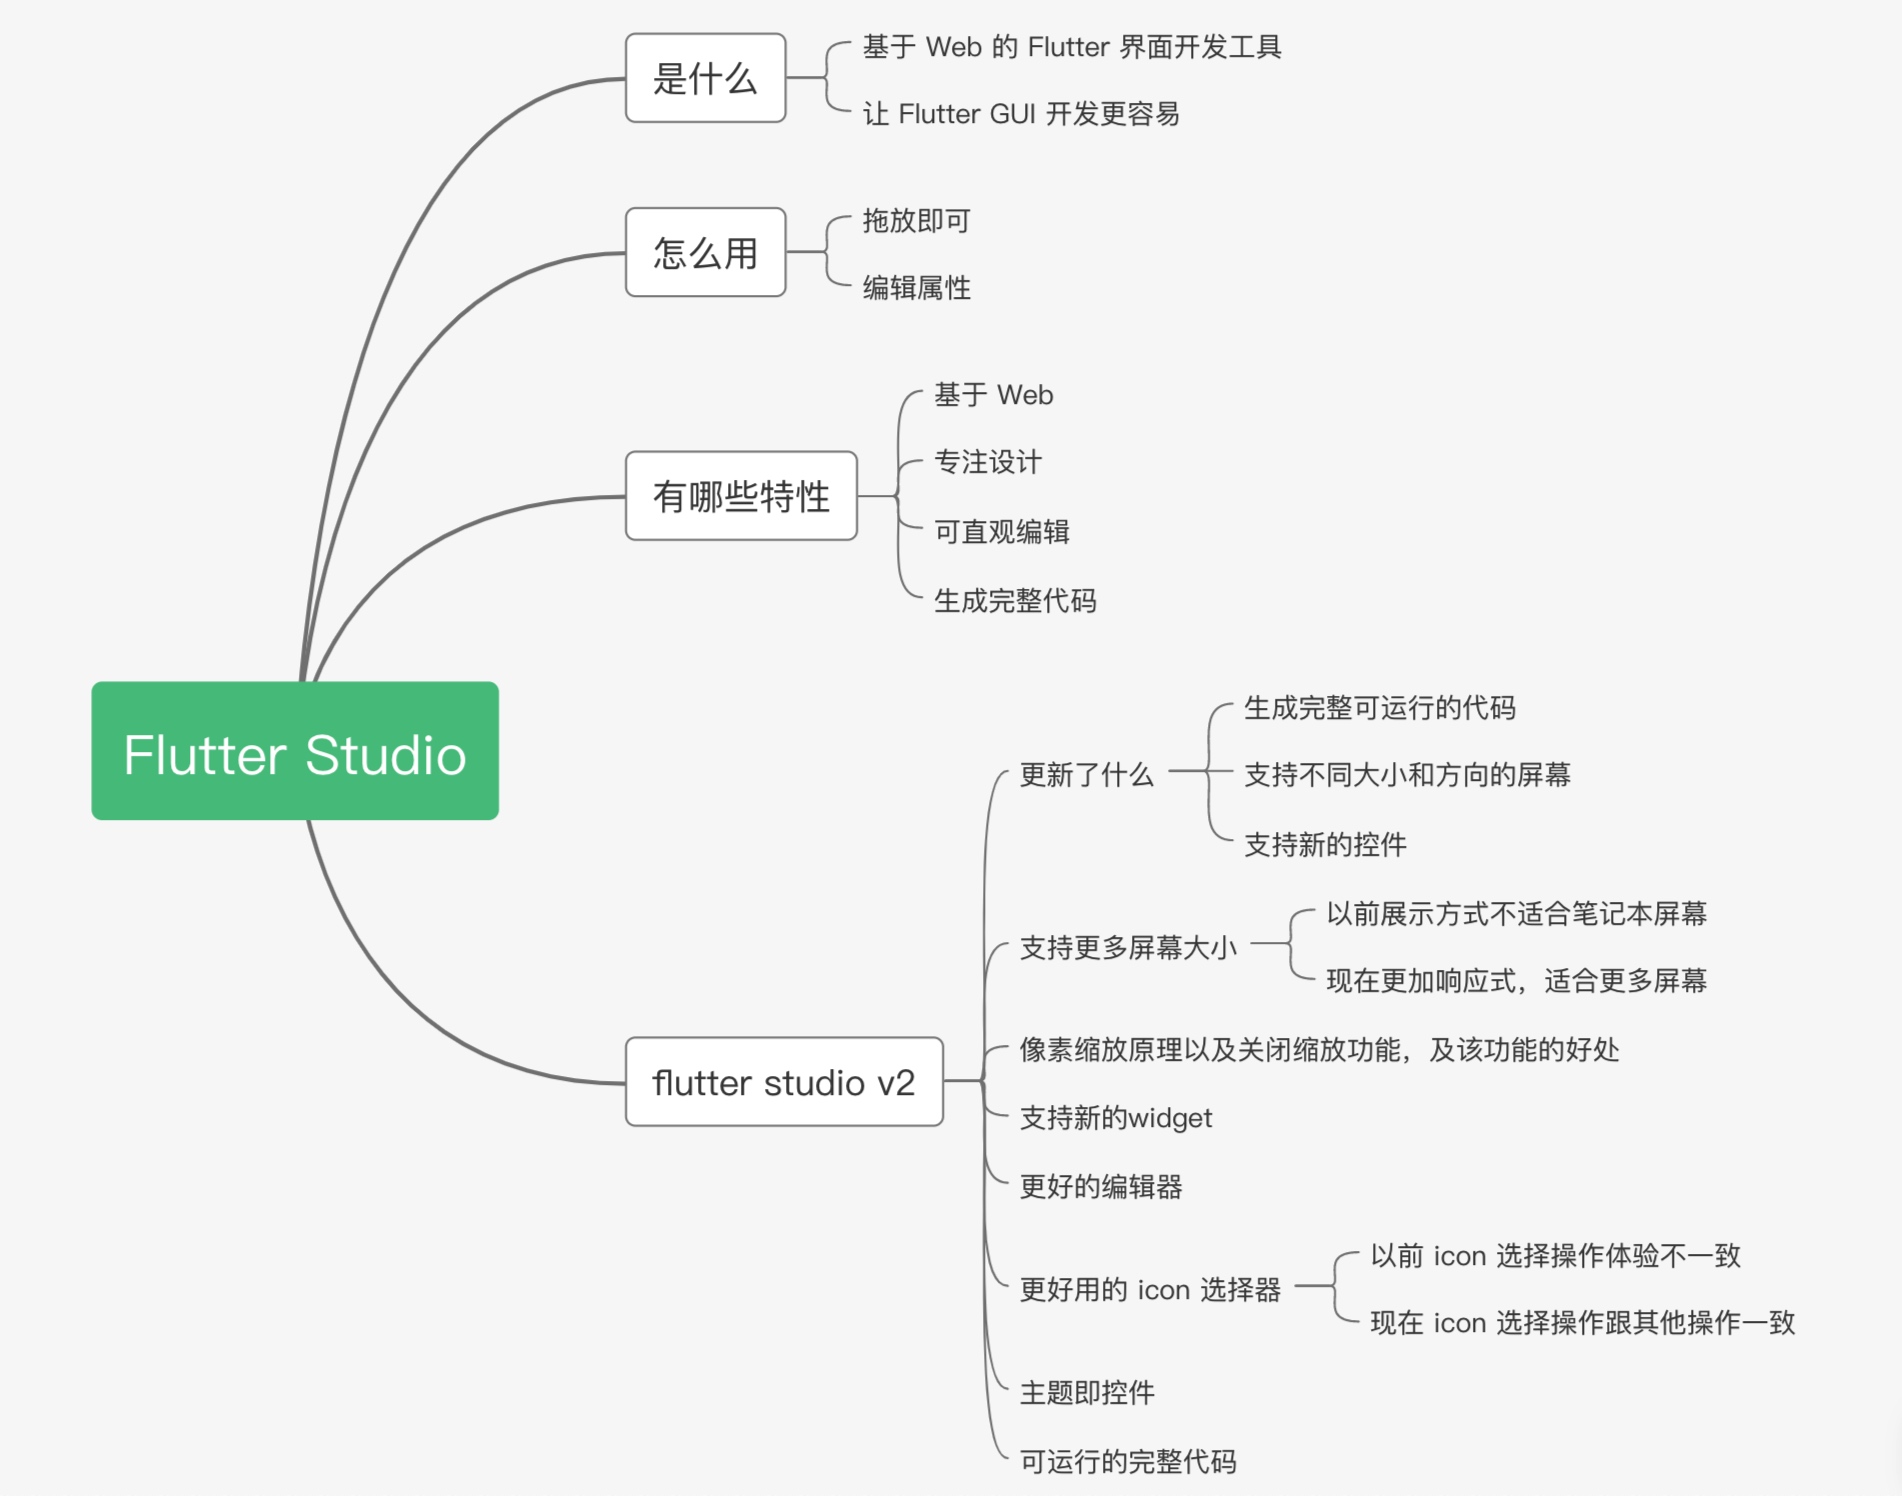 是什么
基于 Web 的 Flutter 界面开发工具
让 Flutter GUI 开发更容易
怎么用
拖放即可
编辑属性
有哪些特性
基于 Web
专注设计
可直观编辑
生成完整代码
Flutter Studio
flutter studio v2
更新了什么
生成完整可运行的代码
支持不同大小和方向的屏幕
支持新的控件
支持更多屏幕大小
以前展示方式不适合笔记本屏幕
现在更加响应式，适合更多屏幕
像素缩放原理以及关闭缩放功能，及该功能的好处
支持新的widget
更好的编辑器
更好用的 icon 选择器
以前 icon 选择操作体验不一致
现在 icon 选择操作跟其他操作一致
主题即控件
可运行的完整代码